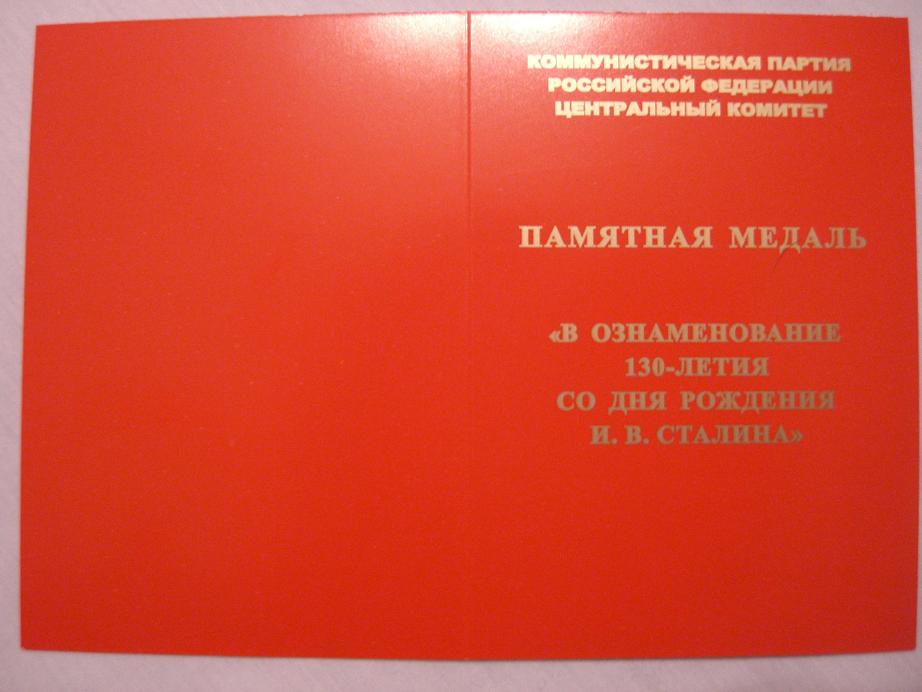 КОММУНИСТИЧЕСКАЯ ПАРТИЯ
РОССИЙСКОЙ ФЕДЕРАЦИИ
ЦЕНТРАЛЬНЫЙ КОМИТЕТ
ПАМЯТНАЯ МЕДАЛЬ
«В ОЗНАМЕНОВАНИЕ
130-ЛЕТИЯ
СО ДНЯ РОЖДЕНИЯ
И. В. СТАЛИНА»